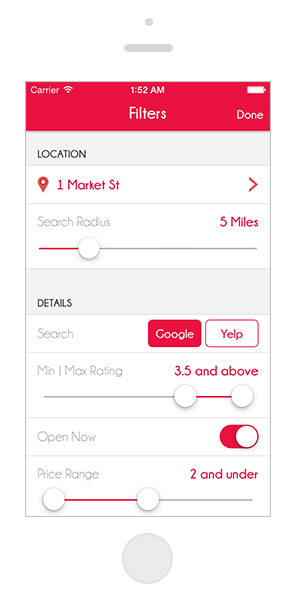 Carrier 1:52 AM
Filters Done
LOCATION
1 Market St
Search Radius 5 Miles
DETAILS
Search Google Yelp
Min | Max Rating 3.5 and above
Open Now
Price Range 2 and under